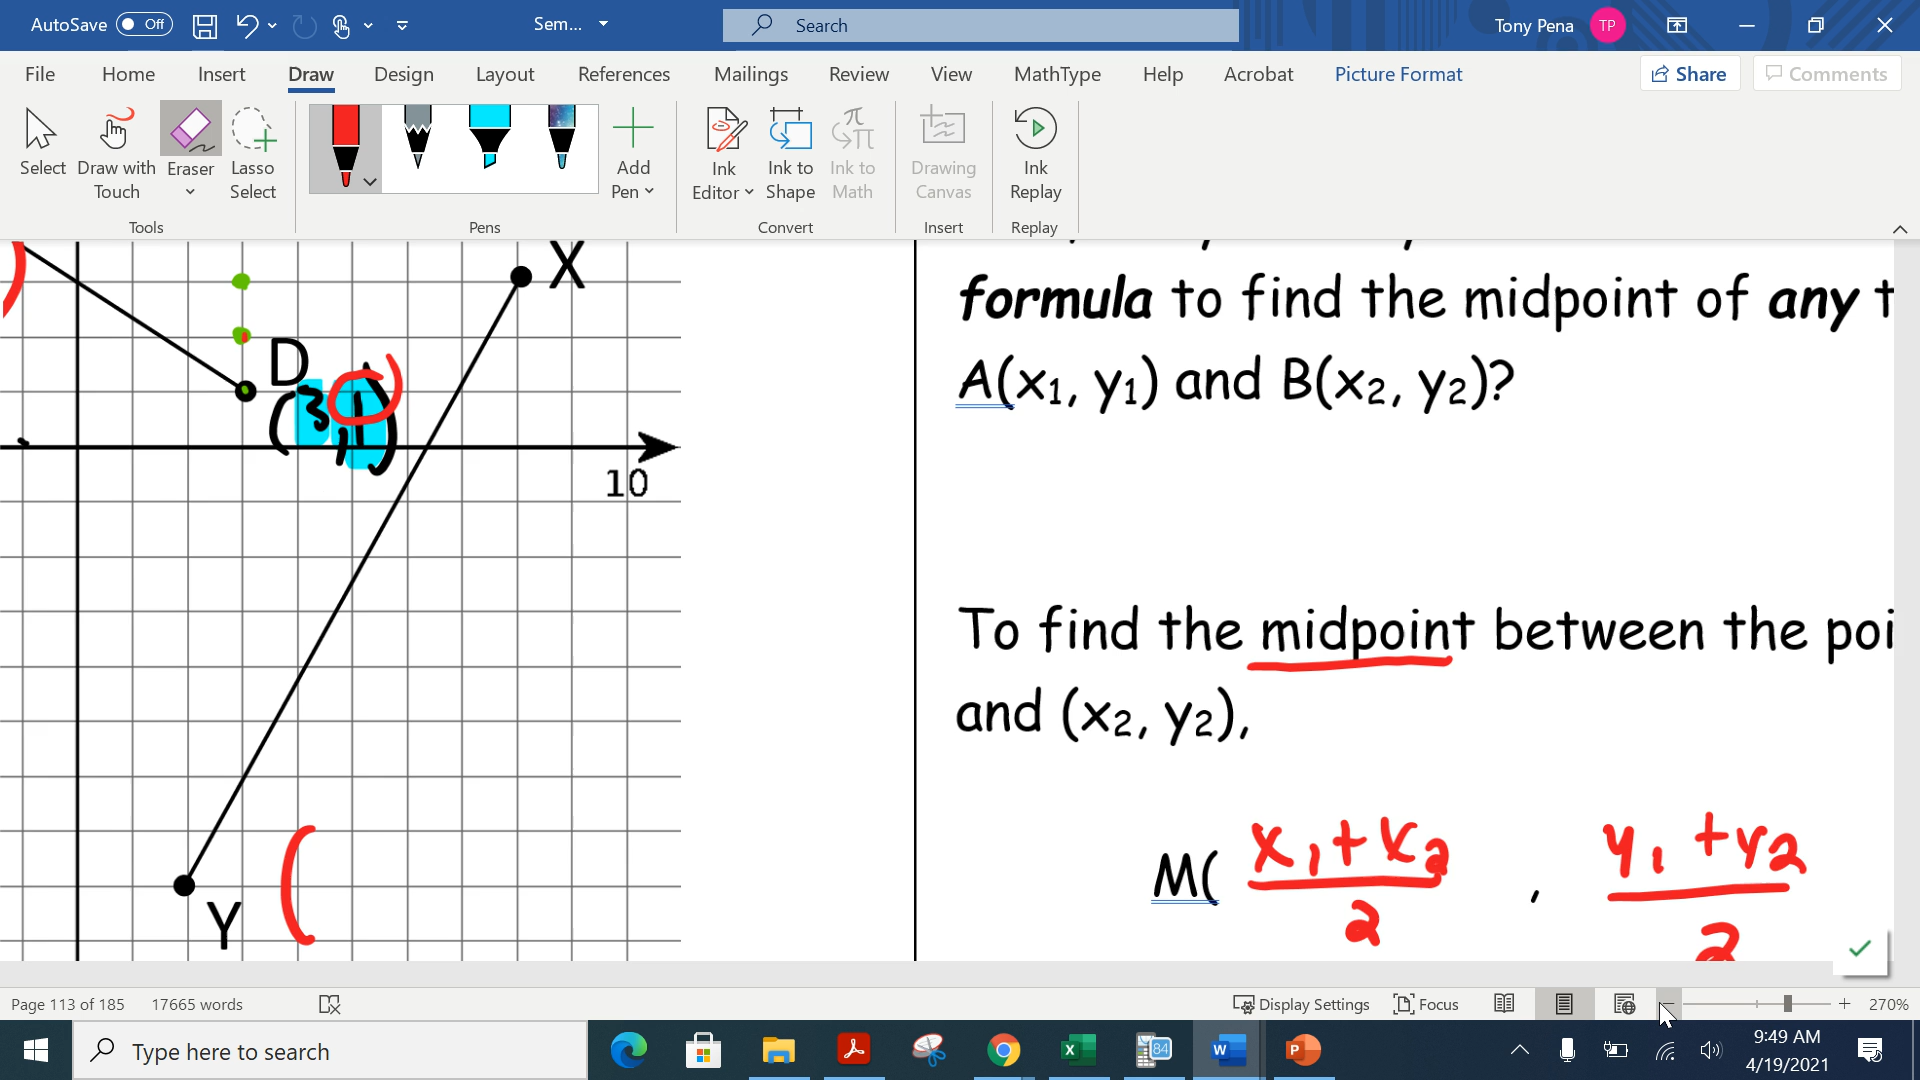 AutoSave Off Sem... Search Tony Pena TP
File Home Insert Draw Design Layout References Mailings Review View MathType Help Acrobat Picture Format Share Comments
Select Draw with Touch Eraser Lasso Select Add Pen Ink Editor Ink to Shape Ink to Math Drawing Canvas Ink Replay
Tools Pens Convert Insert Replay
X
D
(3,1)
10
Y (
formula to find the midpoint of any t
A(x₁, y₁) and B(x₂, y₂)?
To find the midpoint between the poi
and (x₂, y₂),
M( x₁+x₂ , y₁+y₂
2 2
Page 113 of 185 17665 words Display Settings Focus 270%
Type here to search 84 9:49 AM
4/19/2021